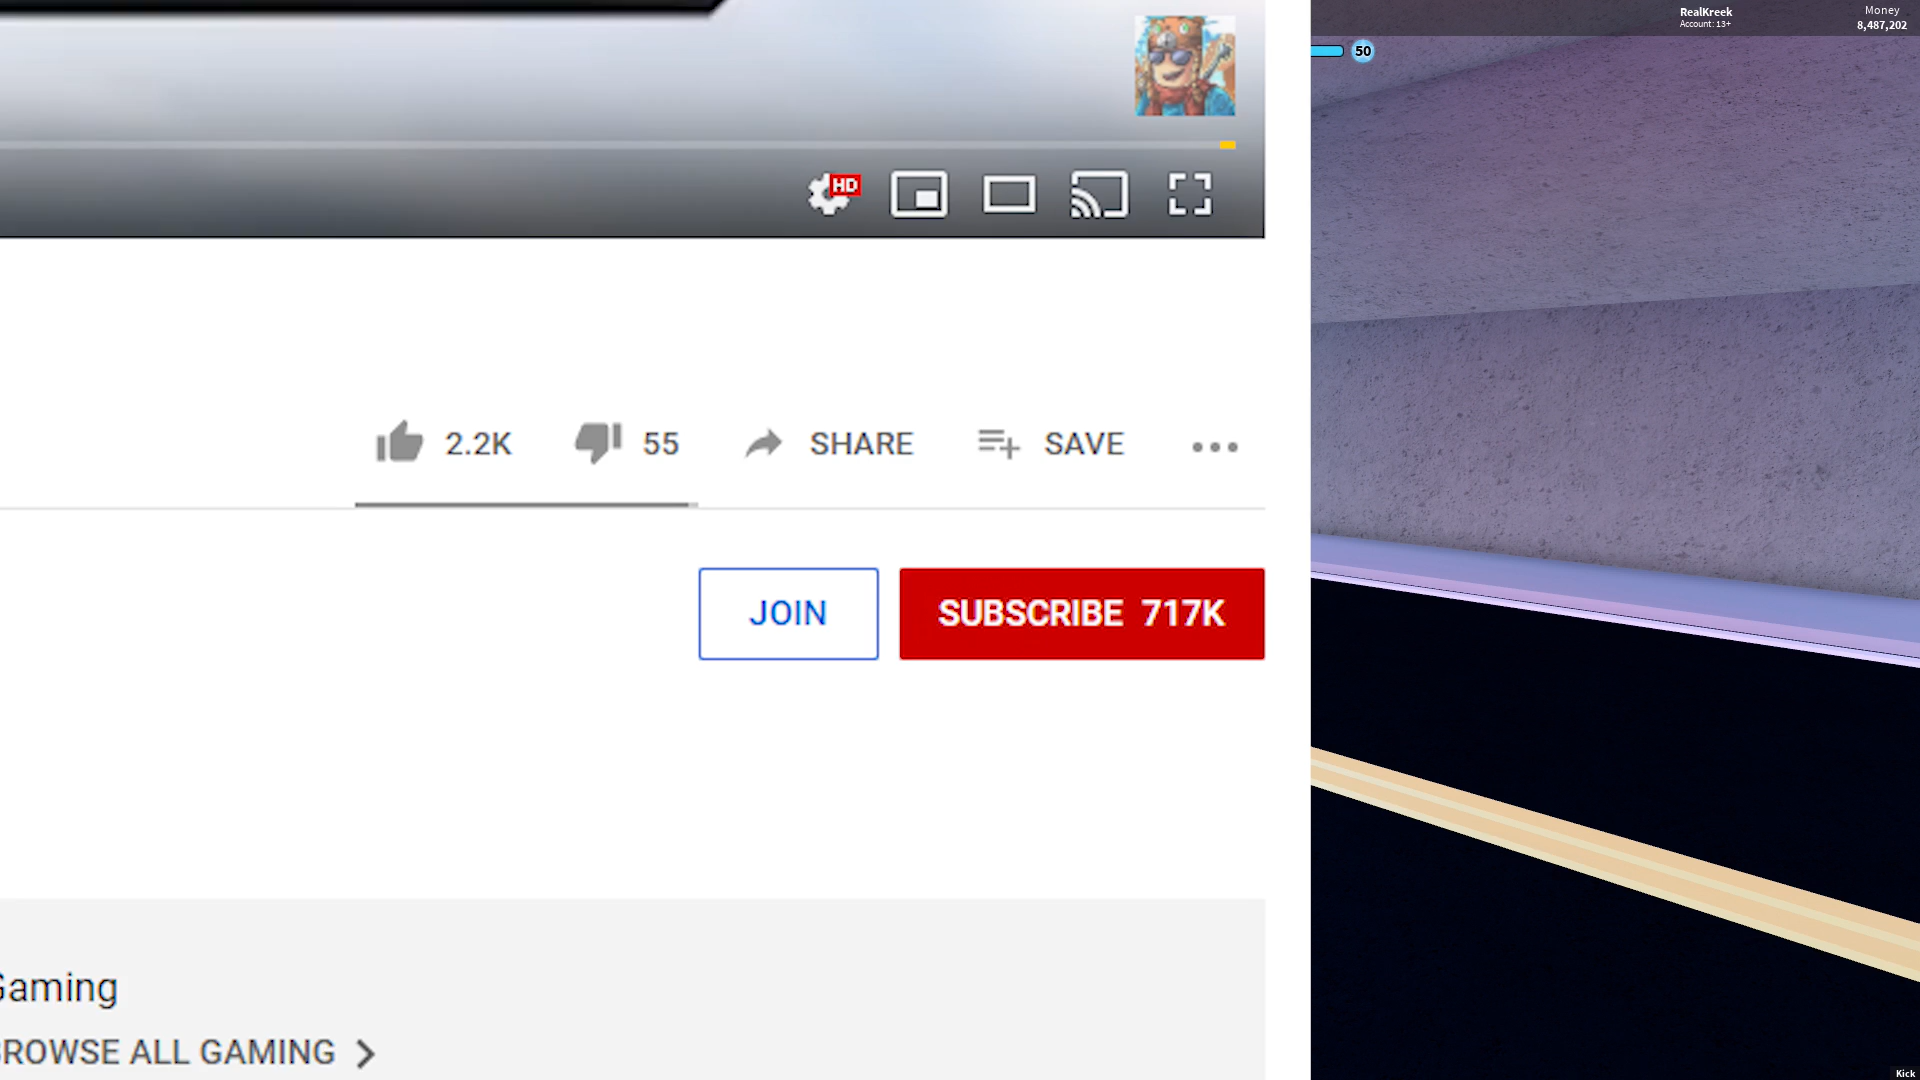 RealKreek
Account: 13+
Money
8,487,202
50
HD
2.2K
55
SHARE
SAVE
JOIN
SUBSCRIBE 717K
Gaming
BROWSE ALL GAMING
Kick